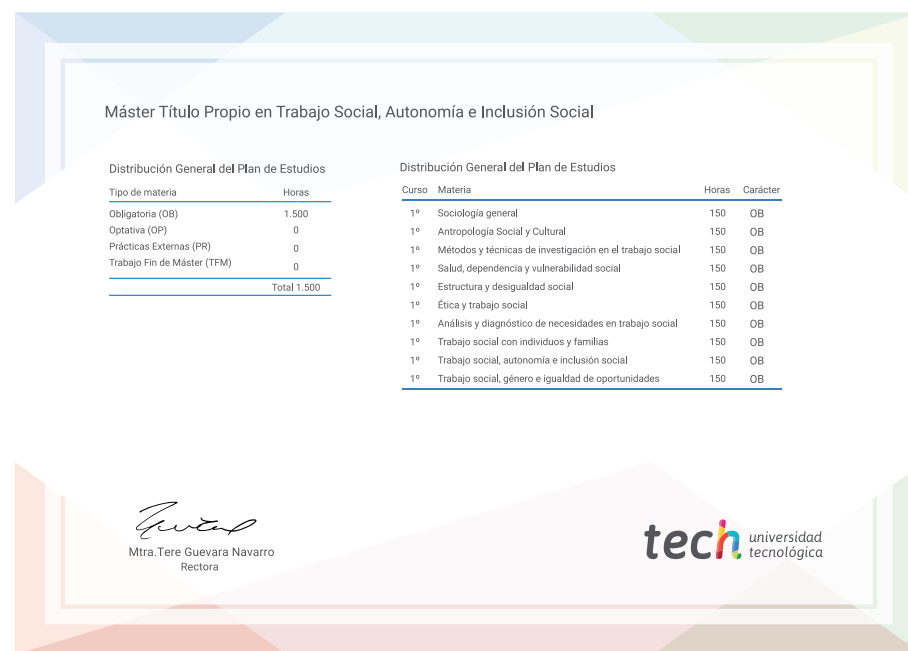 Máster Título Propio en Trabajo Social, Autonomía e Inclusión Social
Distribución General del Plan de Estudios
Tipo de materia Horas
Obligatoria (OB) 1.500
Optativa (OP) 0
Prácticas Externas (PR) 0
Trabajo Fin de Máster (TFM) 0
Total 1.500
Distribución General del Plan de Estudios
Curso Materia Horas Carácter
1º Sociología general 150 OB
1º Antropología Social y Cultural 150 OB
1º Métodos y técnicas de investigación en el trabajo social 150 OB
1º Salud, dependencia y vulnerabilidad social 150 OB
1º Estructura y desigualdad social 150 OB
1º Ética y trabajo social 150 OB
1º Análisis y diagnóstico de necesidades en trabajo social 150 OB
1º Trabajo social con individuos y familias 150 OB
1º Trabajo social, autonomía e inclusión social 150 OB
1º Trabajo social, género e igualdad de oportunidades 150 OB
Mtra.Tere Guevara Navarro
Rectora
tech universidad
tecnológica